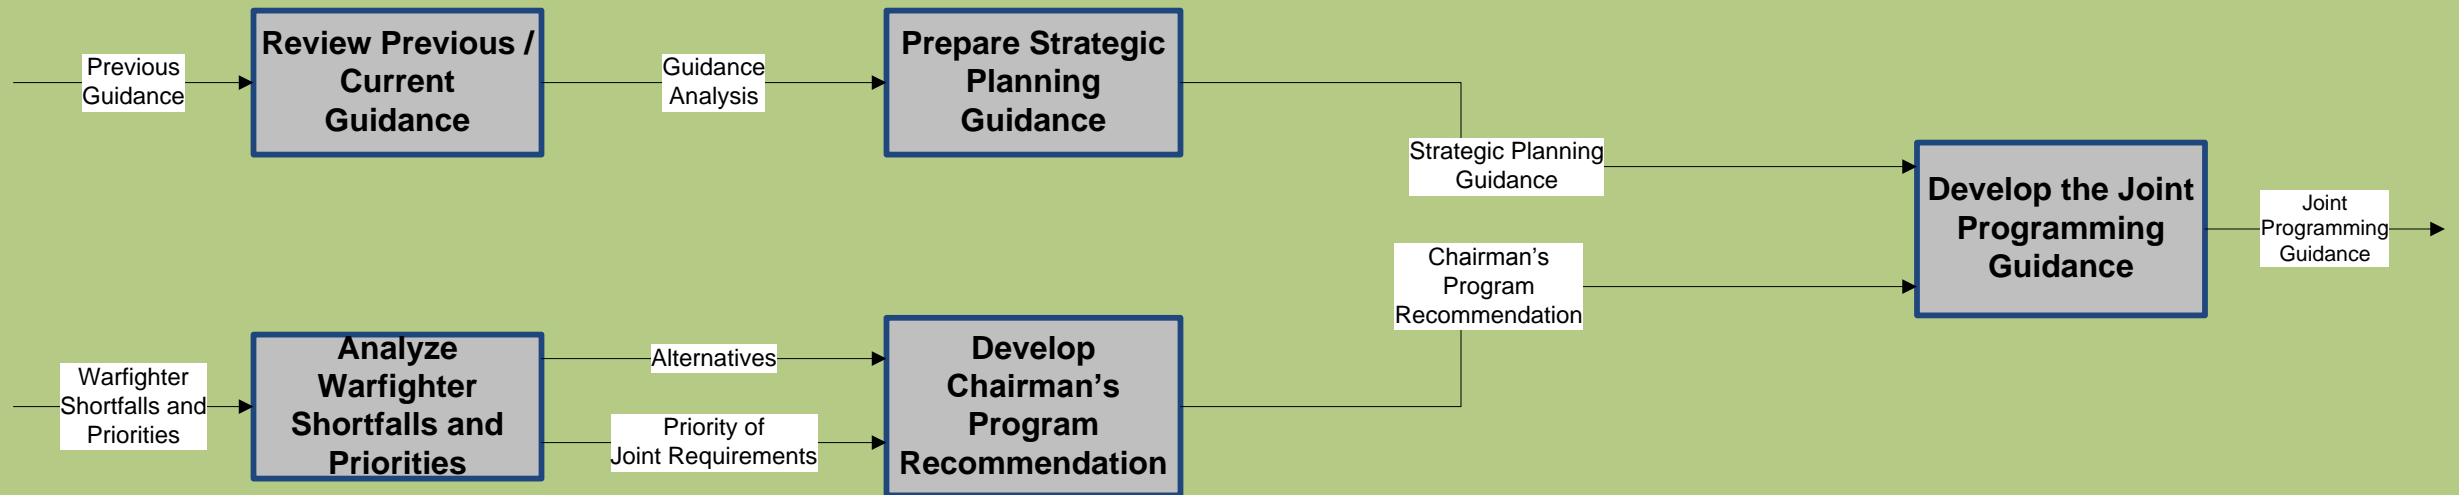 Previous
Guidance
Review Previous /
Current
Guidance
Guidance
Analysis
Prepare Strategic
Planning
Guidance
Strategic Planning
Guidance
Warfighter
Shortfalls and
Priorities
Analyze
Warfighter
Shortfalls and
Priorities
Alternatives
Priority of
Joint Requirements
Develop
Chairman’s
Program
Recommendation
Chairman’s
Program
Recommendation
Develop the Joint
Programming
Guidance
Joint
Programming
Guidance